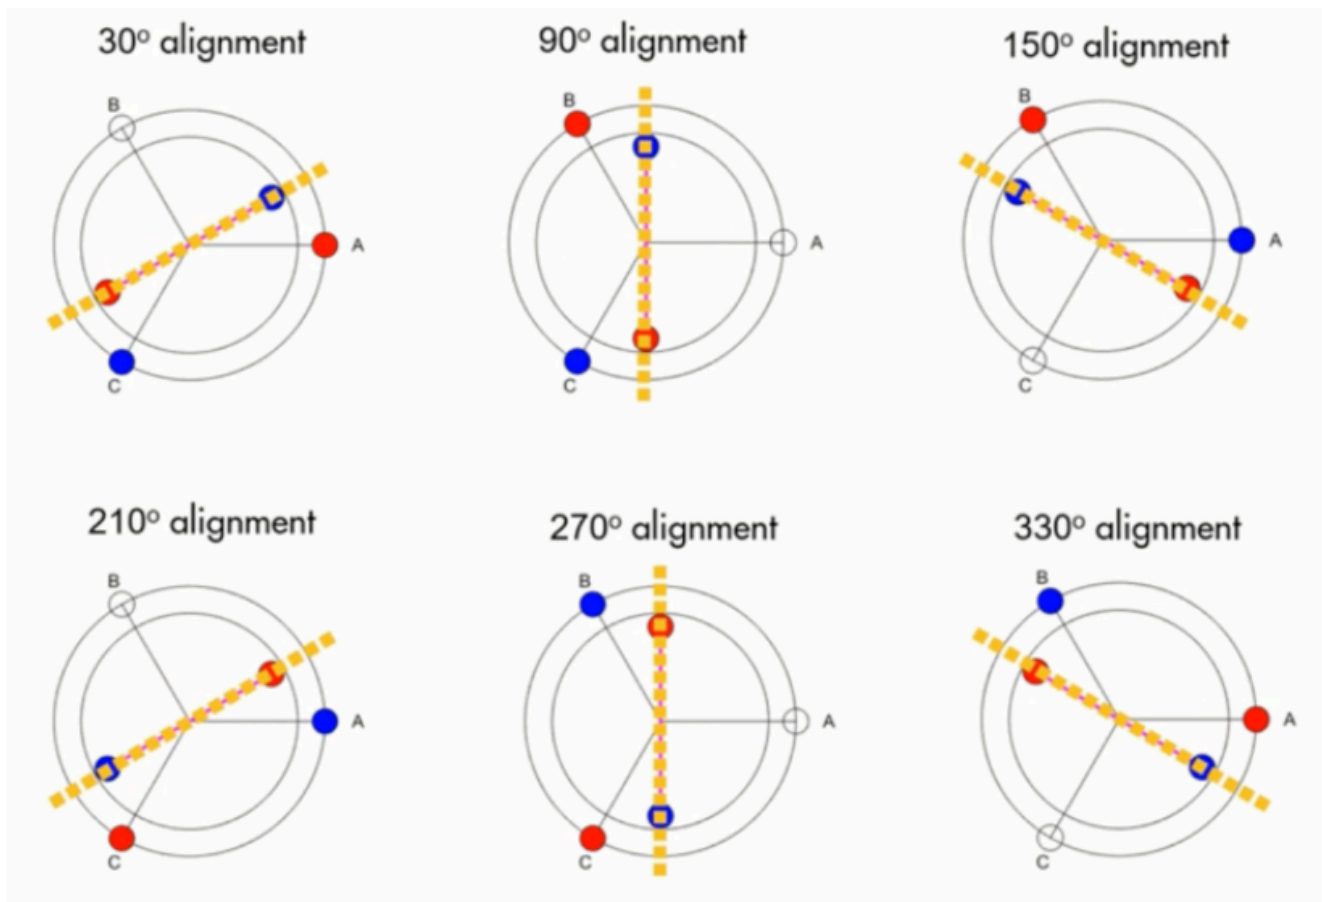 30º alignment
B
A
C
90º alignment
B
A
C
150º alignment
B
A
C
210º alignment
B
A
C
270º alignment
B
A
C
330º alignment
B
A
C